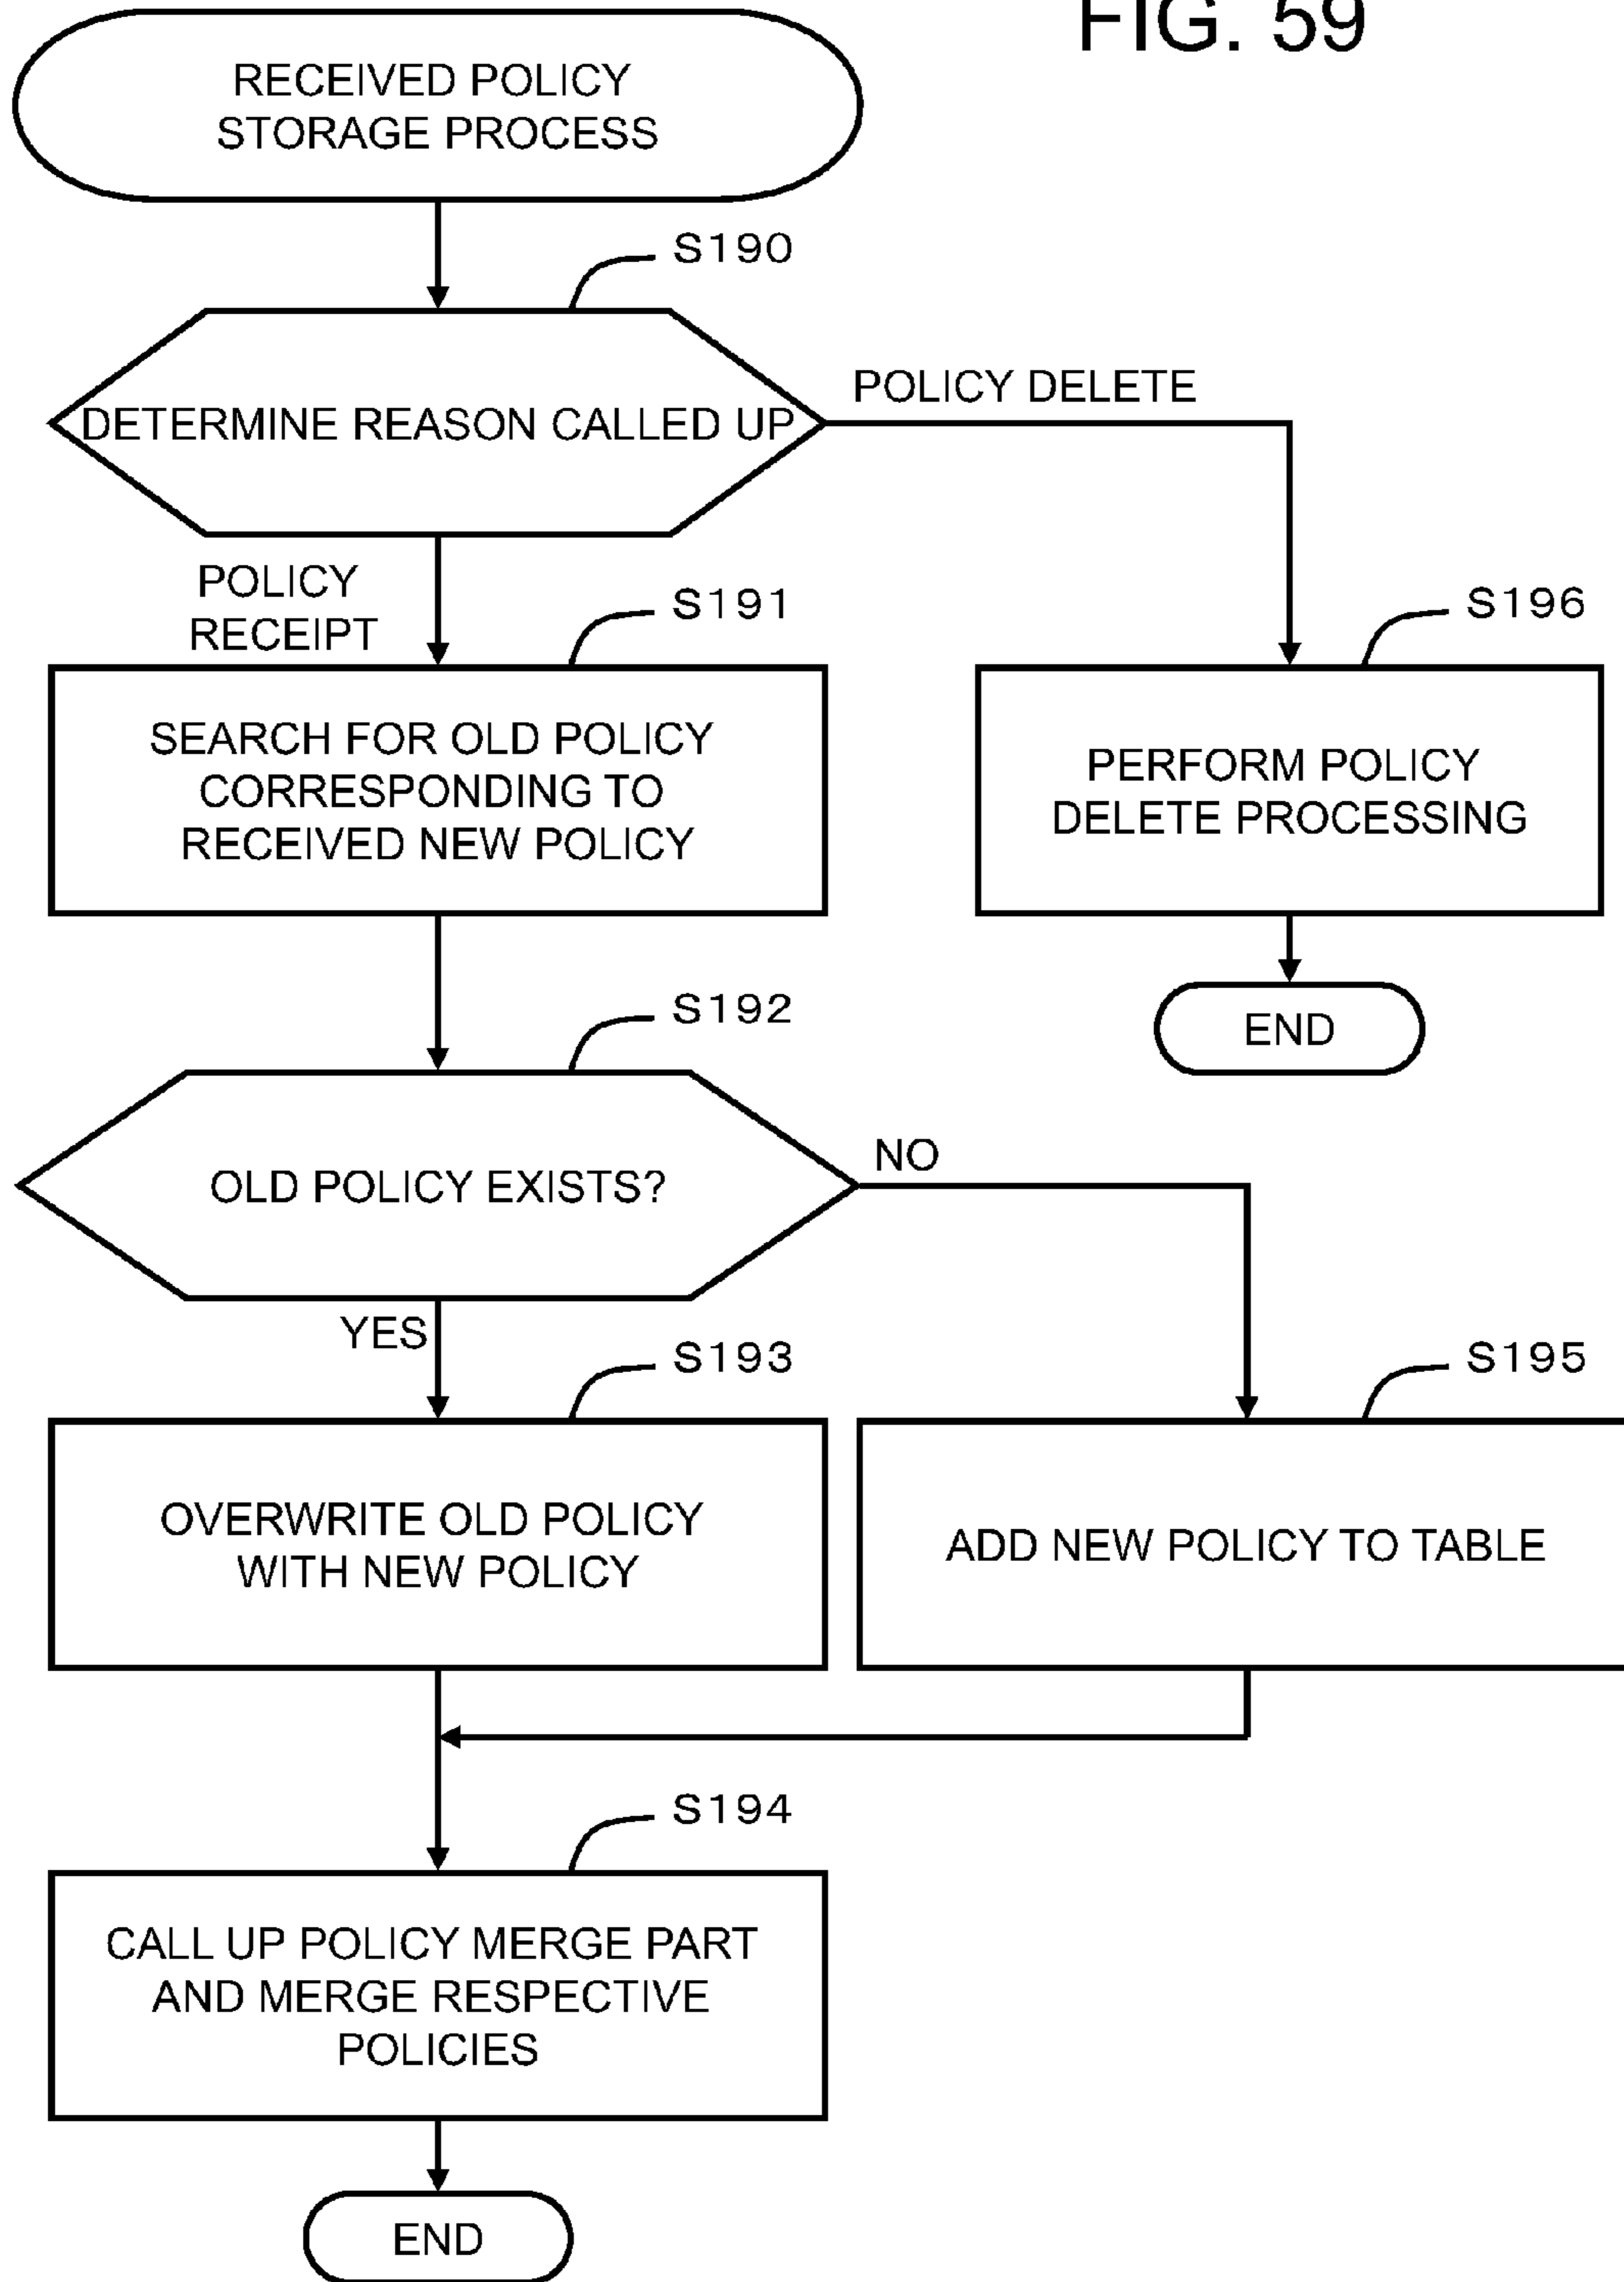 FIG. 59
RECEIVED POLICY
STORAGE PROCESS
S190
DETERMINE REASON CALLED UP
POLICY DELETE
POLICY
RECEIPT
S191
SEARCH FOR OLD POLICY
CORRESPONDING TO
RECEIVED NEW POLICY
S196
PERFORM POLICY
DELETE PROCESSING
END
S192
OLD POLICY EXISTS?
NO
YES
S193
OVERWRITE OLD POLICY
WITH NEW POLICY
S195
ADD NEW POLICY TO TABLE
S194
CALL UP POLICY MERGE PART
AND MERGE RESPECTIVE
POLICIES
END